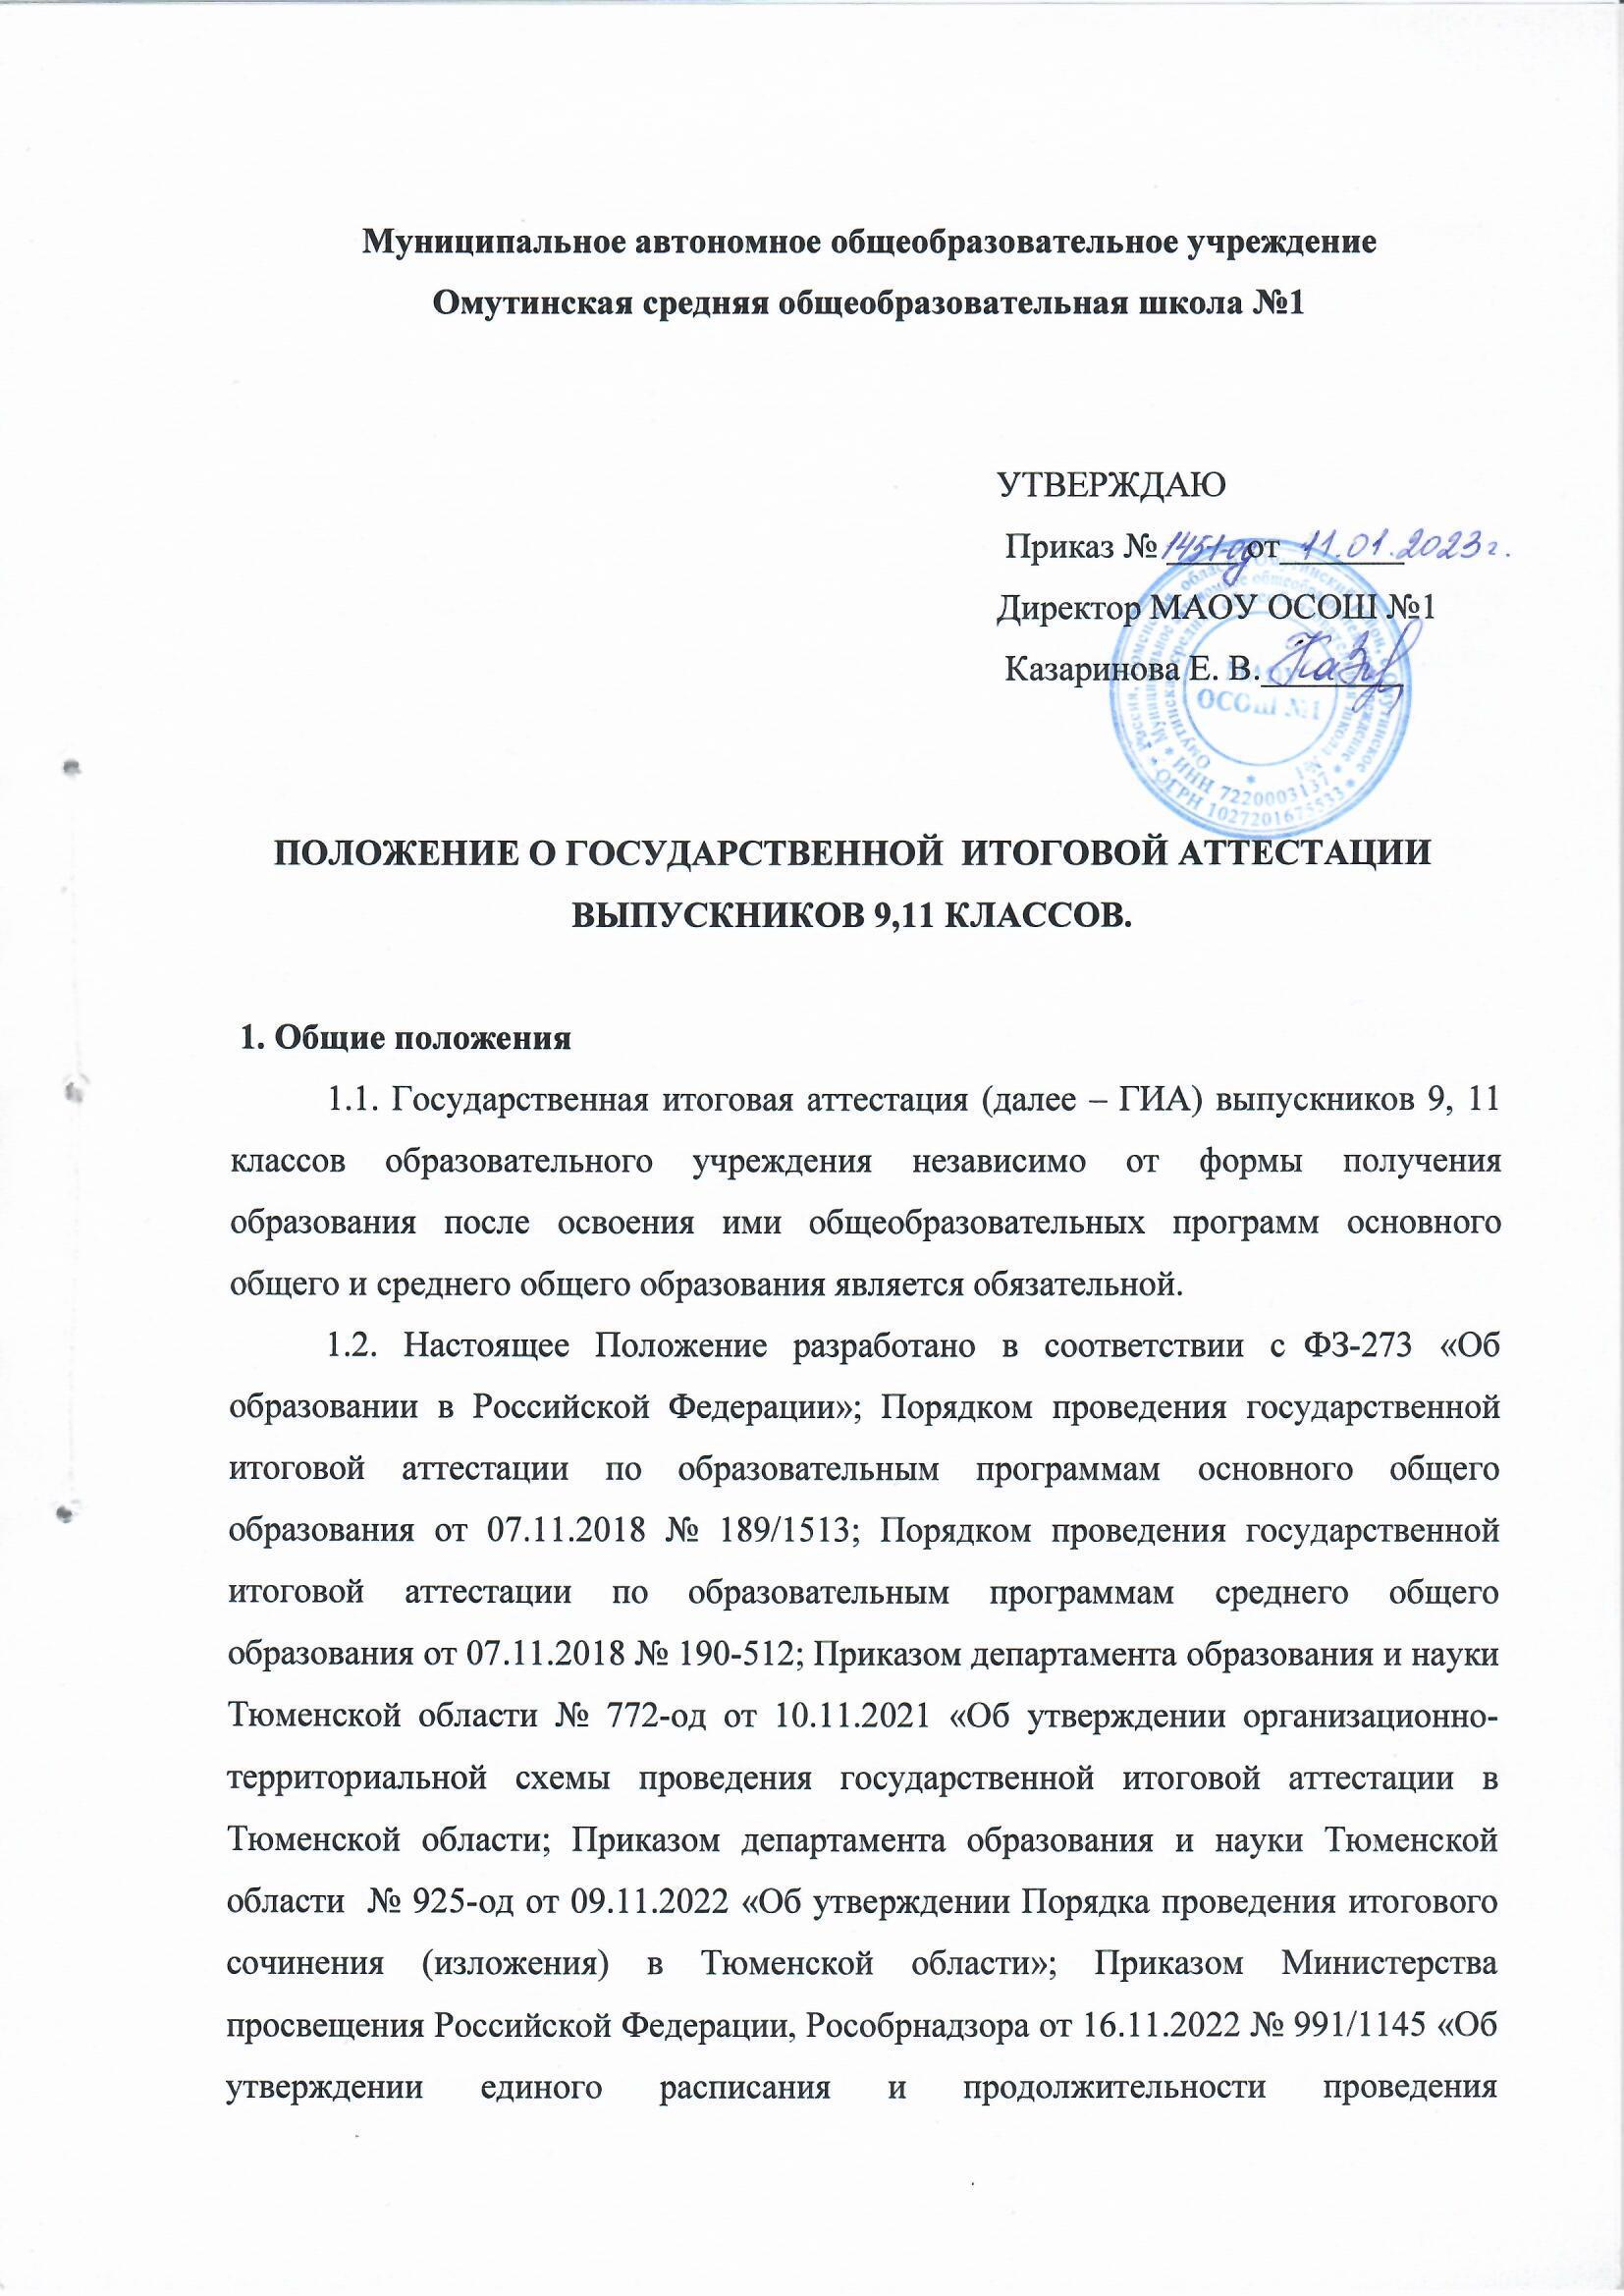 Муниципальное автономное общеобразовательное учреждение
Омутинская средняя общеобразовательная школа №1
УТВЕРЖДАЮ
Приказ № от 11.01.2023г.
Директор МАОУ ОСОШ №1
Казаринова Е. В.
ОСОШ №1
* ИНН 7220003137 *
* ОГРН 1027201675533 *
ПОЛОЖЕНИЕ О ГОСУДАРСТВЕННОЙ ИТОГОВОЙ АТТЕСТАЦИИ
ВЫПУСКНИКОВ 9,11 КЛАССОВ.
1. Общие положения
1.1. Государственная итоговая аттестация (далее – ГИА) выпускников 9, 11
классов образовательного учреждения независимо от формы получения
образования после освоения ими общеобразовательных программ основного
общего и среднего общего образования является обязательной.
1.2. Настоящее Положение разработано в соответствии с ФЗ-273 «Об
образовании в Российской Федерации»; Порядком проведения государственной
итоговой аттестации по образовательным программам основного общего
образования от 07.11.2018 № 189/1513; Порядком проведения государственной
итоговой аттестации по образовательным программам среднего общего
образования от 07.11.2018 № 190-512; Приказом департамента образования и науки
Тюменской области № 772-од от 10.11.2021 «Об утверждении организационно-
территориальной схемы проведения государственной итоговой аттестации в
Тюменской области; Приказом департамента образования и науки Тюменской
области № 925-од от 09.11.2022 «Об утверждении Порядка проведения итогового
сочинения (изложения) в Тюменской области»; Приказом Министерства
просвещения Российской Федерации, Рособрнадзора от 16.11.2022 № 991/1145 «Об
утверждении единого расписания и продолжительности проведения